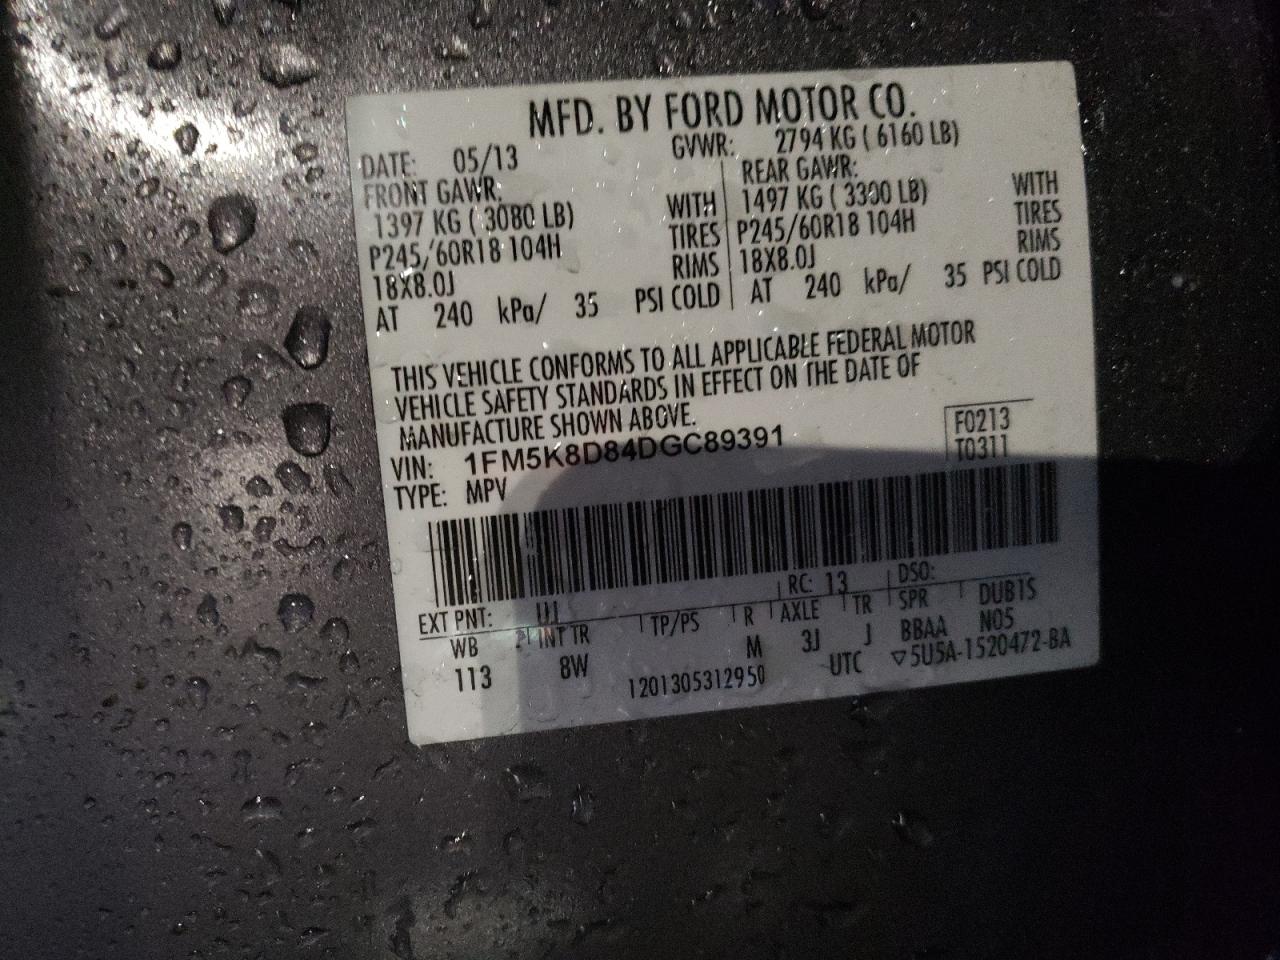 MFD. BY FORD MOTOR CO.
DATE: 05/13 GVWR: 2794 KG ( 6160 LB)
FRONT GAWR: REAR GAWR:
1397 KG ( 3080 LB) WITH 1497 KG ( 3300 LB) WITH
P245/60R18 104H TIRES P245/60R18 104H TIRES
18X8.0J RIMS 18X8.0J RIMS
AT 240 kPa/ 35 PSI COLD AT 240 kPa/ 35 PSI COLD
THIS VEHICLE CONFORMS TO ALL APPLICABLE FEDERAL MOTOR
VEHICLE SAFETY STANDARDS IN EFFECT ON THE DATE OF
MANUFACTURE SHOWN ABOVE.
F0213
VIN: 1FM5K8D84DGC89391
T0311
TYPE: MPV
EXT PNT: UJ RC: 13 DSO:
WB INT TR TP/PS R AXLE TR SPR DUB1S
113 8W M 3J J BBAA N05
1201305312950 UTC ▽5U5A-1520472-BA